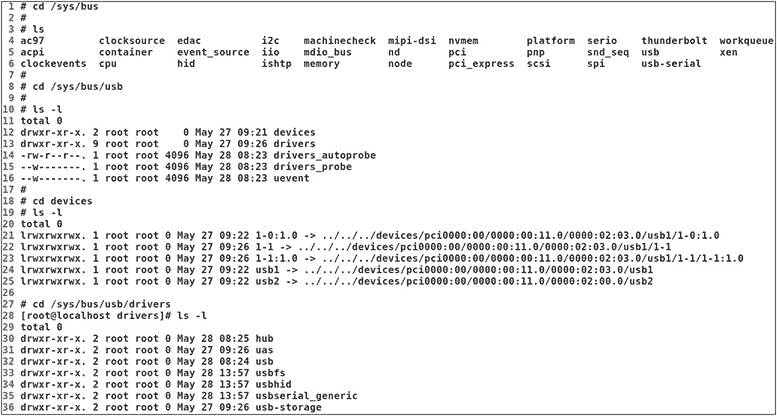 1 # cd /sys/bus
2 #
3 # ls
4 ac97 clocksource edac i2c machinecheck mipi-dsi nvmem platform serio thunderbolt workqueue
5 acpi container event_source iio mdio_bus nd pci pnp snd_seq usb xen
6 clockevents cpu hid ishtp memory node pci_express scsi spi usb-serial
7 #
8 # cd /sys/bus/usb
9 #
10 # ls -l
11 total 0
12 drwxr-xr-x. 2 root root 0 May 27 09:21 devices
13 drwxr-xr-x. 9 root root 0 May 27 09:26 drivers
14 -rw-r--r--. 1 root root 4096 May 28 08:23 drivers_autoprobe
15 --w-------. 1 root root 4096 May 28 08:23 drivers_probe
16 --w-------. 1 root root 4096 May 28 08:23 uevent
17 #
18 # cd devices
19 # ls -l
20 total 0
21 lrwxrwxrwx. 1 root root 0 May 27 09:22 1-0:1.0 -> ../../../devices/pci0000:00/0000:00:11.0/0000:02:03.0/usb1/1-0:1.0
22 lrwxrwxrwx. 1 root root 0 May 27 09:26 1-1 -> ../../../devices/pci0000:00/0000:00:11.0/0000:02:03.0/usb1/1-1
23 lrwxrwxrwx. 1 root root 0 May 27 09:26 1-1:1.0 -> ../../../devices/pci0000:00/0000:00:11.0/0000:02:03.0/usb1/1-1/1-1:1.0
24 lrwxrwxrwx. 1 root root 0 May 27 09:22 usb1 -> ../../../devices/pci0000:00/0000:00:11.0/0000:02:03.0/usb1
25 lrwxrwxrwx. 1 root root 0 May 27 09:22 usb2 -> ../../../devices/pci0000:00/0000:00:11.0/0000:02:00.0/usb2
26
27 # cd /sys/bus/usb/drivers
28 [root@localhost drivers]# ls -l
29 total 0
30 drwxr-xr-x. 2 root root 0 May 28 08:25 hub
31 drwxr-xr-x. 2 root root 0 May 27 09:26 uas
32 drwxr-xr-x. 2 root root 0 May 28 08:24 usb
33 drwxr-xr-x. 2 root root 0 May 28 13:57 usbfs
34 drwxr-xr-x. 2 root root 0 May 28 13:57 usbhid
35 drwxr-xr-x. 2 root root 0 May 28 13:57 usbserial_generic
36 drwxr-xr-x. 2 root root 0 May 27 09:26 usb-storage